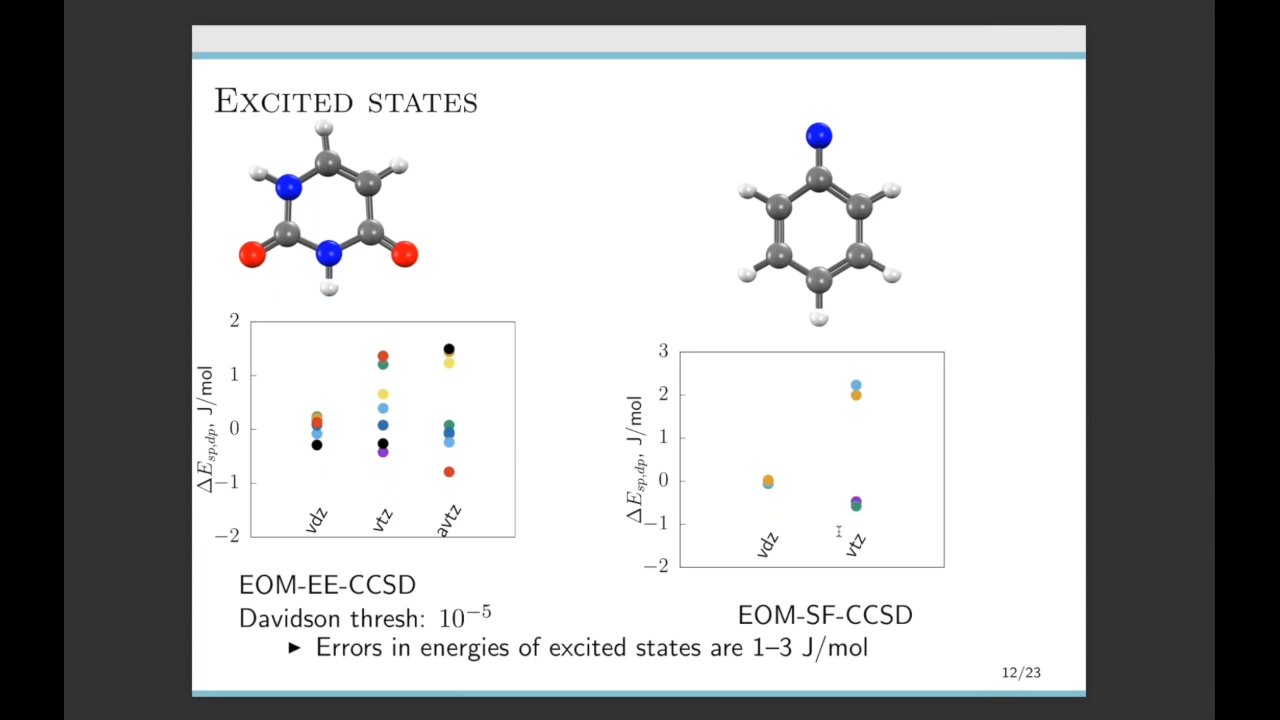 EXCITED STATES
2
1
0
−1
−2
ΔE_{sp,dp}, J/mol
vdz
vtz
avtz
3
2
1
0
−1
−2
ΔE_{sp,dp}, J/mol
vdz
vtz
EOM-EE-CCSD
Davidson thresh: 10^{−5}
EOM-SF-CCSD
▶ Errors in energies of excited states are 1–3 J/mol
12/23